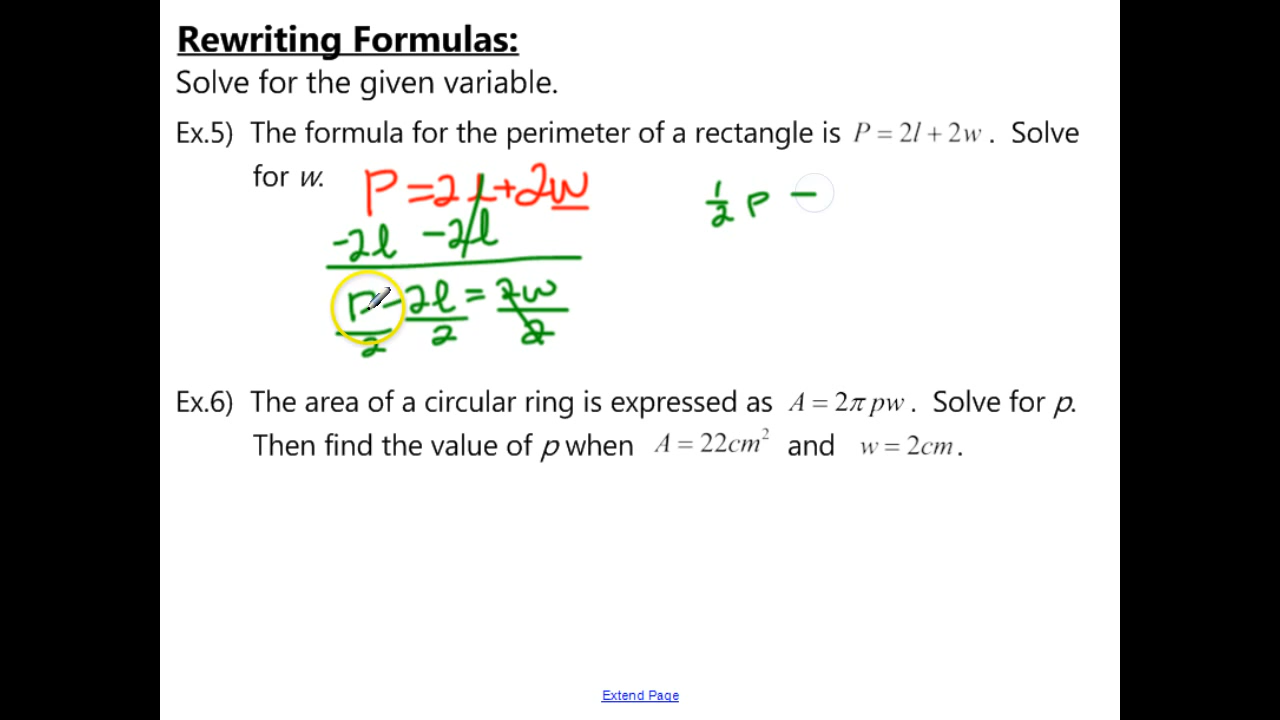 Rewriting Formulas:
Solve for the given variable.
Ex.5) The formula for the perimeter of a rectangle is P = 2l + 2w . Solve
for w.
P = 2l + 2w
-2l -2l
P - 2l = 2w
2 2 2
1/2 P -
Ex.6) The area of a circular ring is expressed as A = 2π pw . Solve for p.
Then find the value of p when A = 22cm² and w = 2cm .
Extend Page